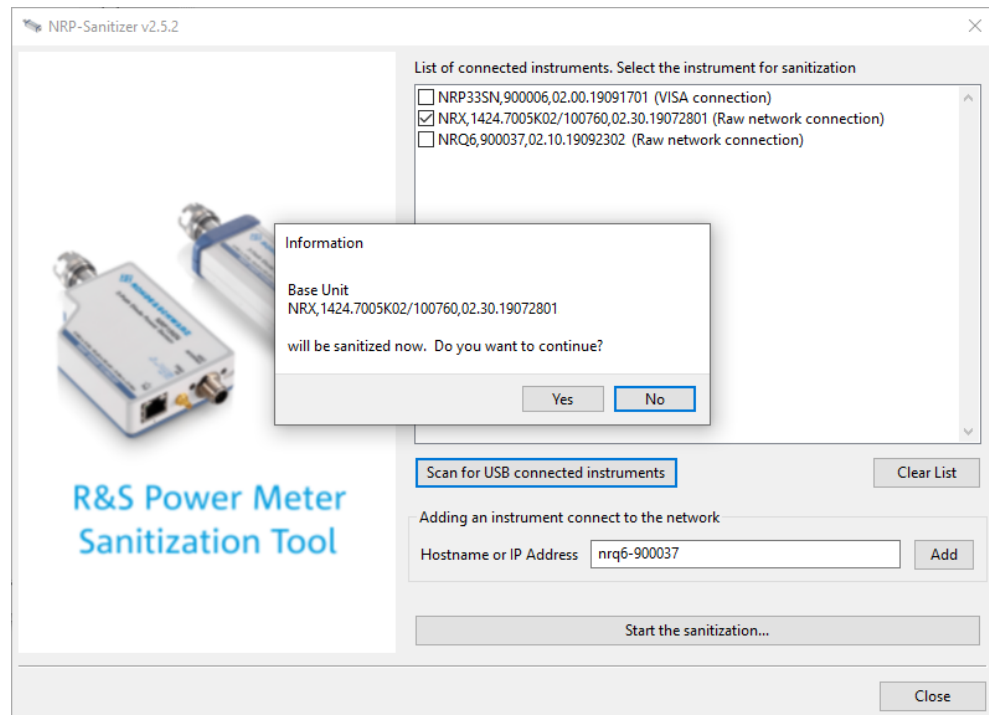 NRP-Sanitizer v2.5.2
List of connected instruments. Select the instrument for sanitization
NRP33SN,900006,02.00.19091701 (VISA connection)
NRX,1424.7005K02/100760,02.30.19072801 (Raw network connection)
NRQ6,900037,02.10.19092302 (Raw network connection)
Information
Base Unit
NRX,1424.7005K02/100760,02.30.19072801
will be sanitized now. Do you want to continue?
Yes
No
Scan for USB connected instruments
Clear List
R&S Power Meter
Sanitization Tool
Adding an instrument connect to the network
Hostname or IP Address
nrq6-900037
Add
Start the sanitization...
Close